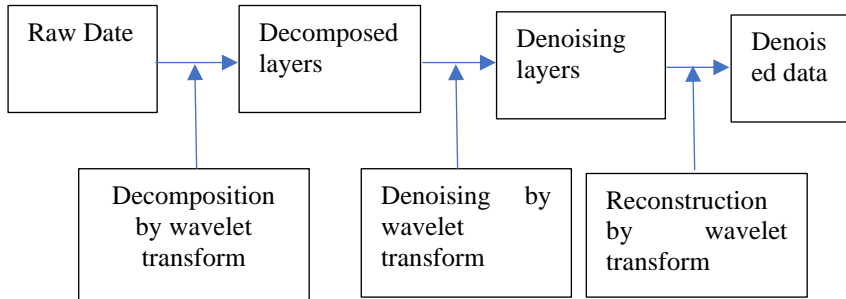 Raw Date
Decomposed
layers
Denoising
layers
Denois
ed data
Decomposition
by wavelet
transform
Denoising by
wavelet
transform
Reconstruction
by wavelet
transform